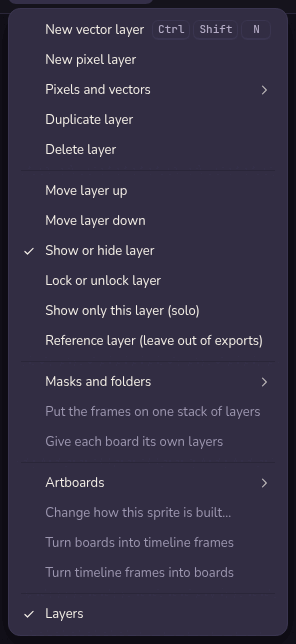 New vector layer Ctrl Shift N
New pixel layer
Pixels and vectors
Duplicate layer
Delete layer
Move layer up
Move layer down
Show or hide layer
Lock or unlock layer
Show only this layer (solo)
Reference layer (leave out of exports)
Masks and folders
Put the frames on one stack of layers
Give each board its own layers
Artboards
Change how this sprite is built...
Turn boards into timeline frames
Turn timeline frames into boards
Layers